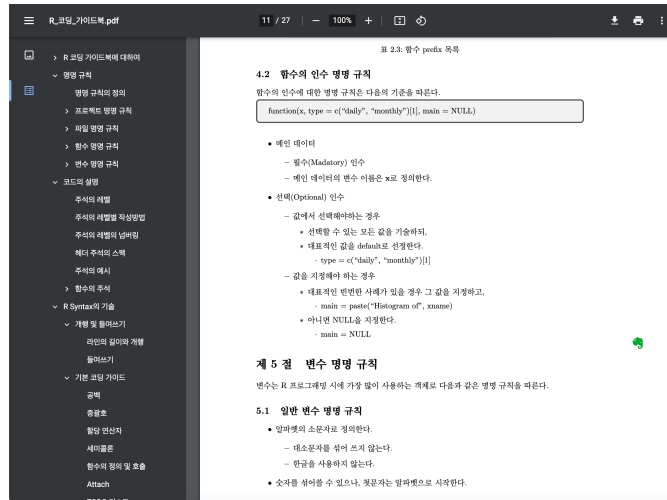 R_코딩_가이드북.pdf
11 / 27
100%
R 코딩 가이드북에 대하여
명명 규칙
명명 규칙의 정의
프로젝트 명명 규칙
파일 명명 규칙
함수 명명 규칙
변수 명명 규칙
코드의 설명
주석의 레벨
주석의 레벨별 작성방법
주석의 레벨의 넘버링
헤더 주석의 스펙
주석의 예시
함수의 주석
R Syntax의 기술
개행 및 들여쓰기
라인의 길이와 개행
들여쓰기
기본 코딩 가이드
공백
중괄호
할당 연산자
세미콜론
함수의 정의 및 호출
Attach
표 2.3: 함수 prefix 목록
4.2 함수의 인수 명명 규칙
함수의 인수에 대한 명명 규칙은 다음의 기준을 따른다.
function(x, type = c(“daily”, “monthly”)[1], main = NULL)
• 메인 데이터
– 필수(Madatory) 인수
– 메인 데이터의 변수 이름은 x로 정의한다.
• 선택(Optional) 인수
– 값에서 선택해야하는 경우
* 선택할 수 있는 모든 값을 기술하되,
* 대표적인 값을 default로 선정한다.
· type = c(“daily”, “monthly”)[1]
– 값을 지정해야 하는 경우
* 대표적인 빈번한 사례가 있을 경우 그 값을 지정하고,
· main = paste(“Histogram of”, xname)
* 아니면 NULL을 지정한다.
· main = NULL
제 5 절 변수 명명 규칙
변수는 R 프로그래밍 시에 가장 많이 사용하는 객체로 다음과 같은 명명 규칙을 따른다.
5.1 일반 변수 명명 규칙
• 알파벳의 소문자로 정의한다.
– 대소문자를 섞어 쓰지 않는다.
– 한글을 사용하지 않는다.
• 숫자를 섞어쓸 수 있으나, 첫문자는 알파벳으로 시작한다.